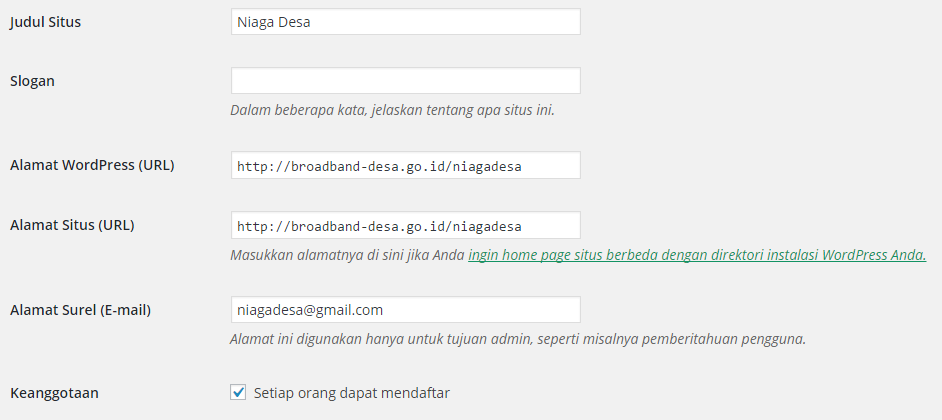 Judul Situs Niaga Desa
Slogan
Dalam beberapa kata, jelaskan tentang apa situs ini.
Alamat WordPress (URL) http://broadband-desa.go.id/niagadesa
Alamat Situs (URL) http://broadband-desa.go.id/niagadesa
Masukkan alamatnya di sini jika Anda ingin home page situs berbeda dengan direktori instalasi WordPress Anda.
Alamat Surel (E-mail) niagadesa@gmail.com
Alamat ini digunakan hanya untuk tujuan admin, seperti misalnya pemberitahuan pengguna.
Keanggotaan Setiap orang dapat mendaftar